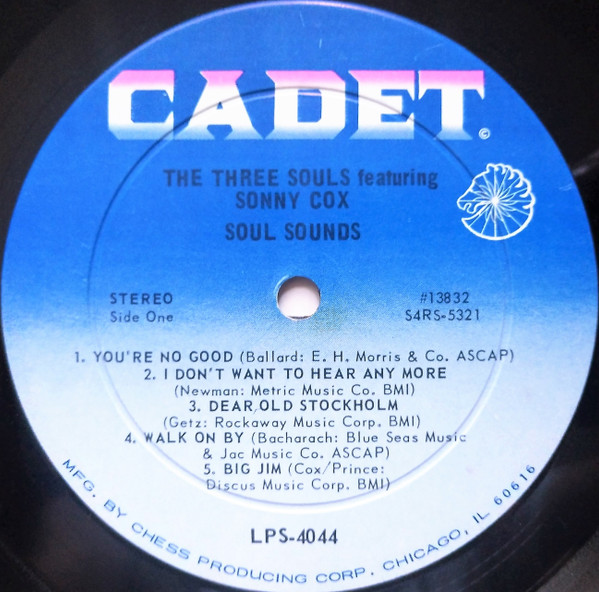 CADET
©
THE THREE SOULS featuring
SONNY COX
SOUL SOUNDS
STEREO
Side One
#13832
S4RS-5321
1. YOU'RE NO GOOD (Ballard: E. H. Morris & Co. ASCAP)
2. I DON'T WANT TO HEAR ANY MORE
(Newman: Metric Music Co. BMI)
3. DEAR OLD STOCKHOLM
(Getz: Rockaway Music Corp. BMI)
4. WALK ON BY (Bacharach: Blue Seas Music
& Jac Music Co. ASCAP)
5. BIG JIM (Cox/Prince:
Discus Music Corp. BMI)
LPS-4044
MFG. BY CHESS PRODUCING CORP. CHICAGO, IL 60616